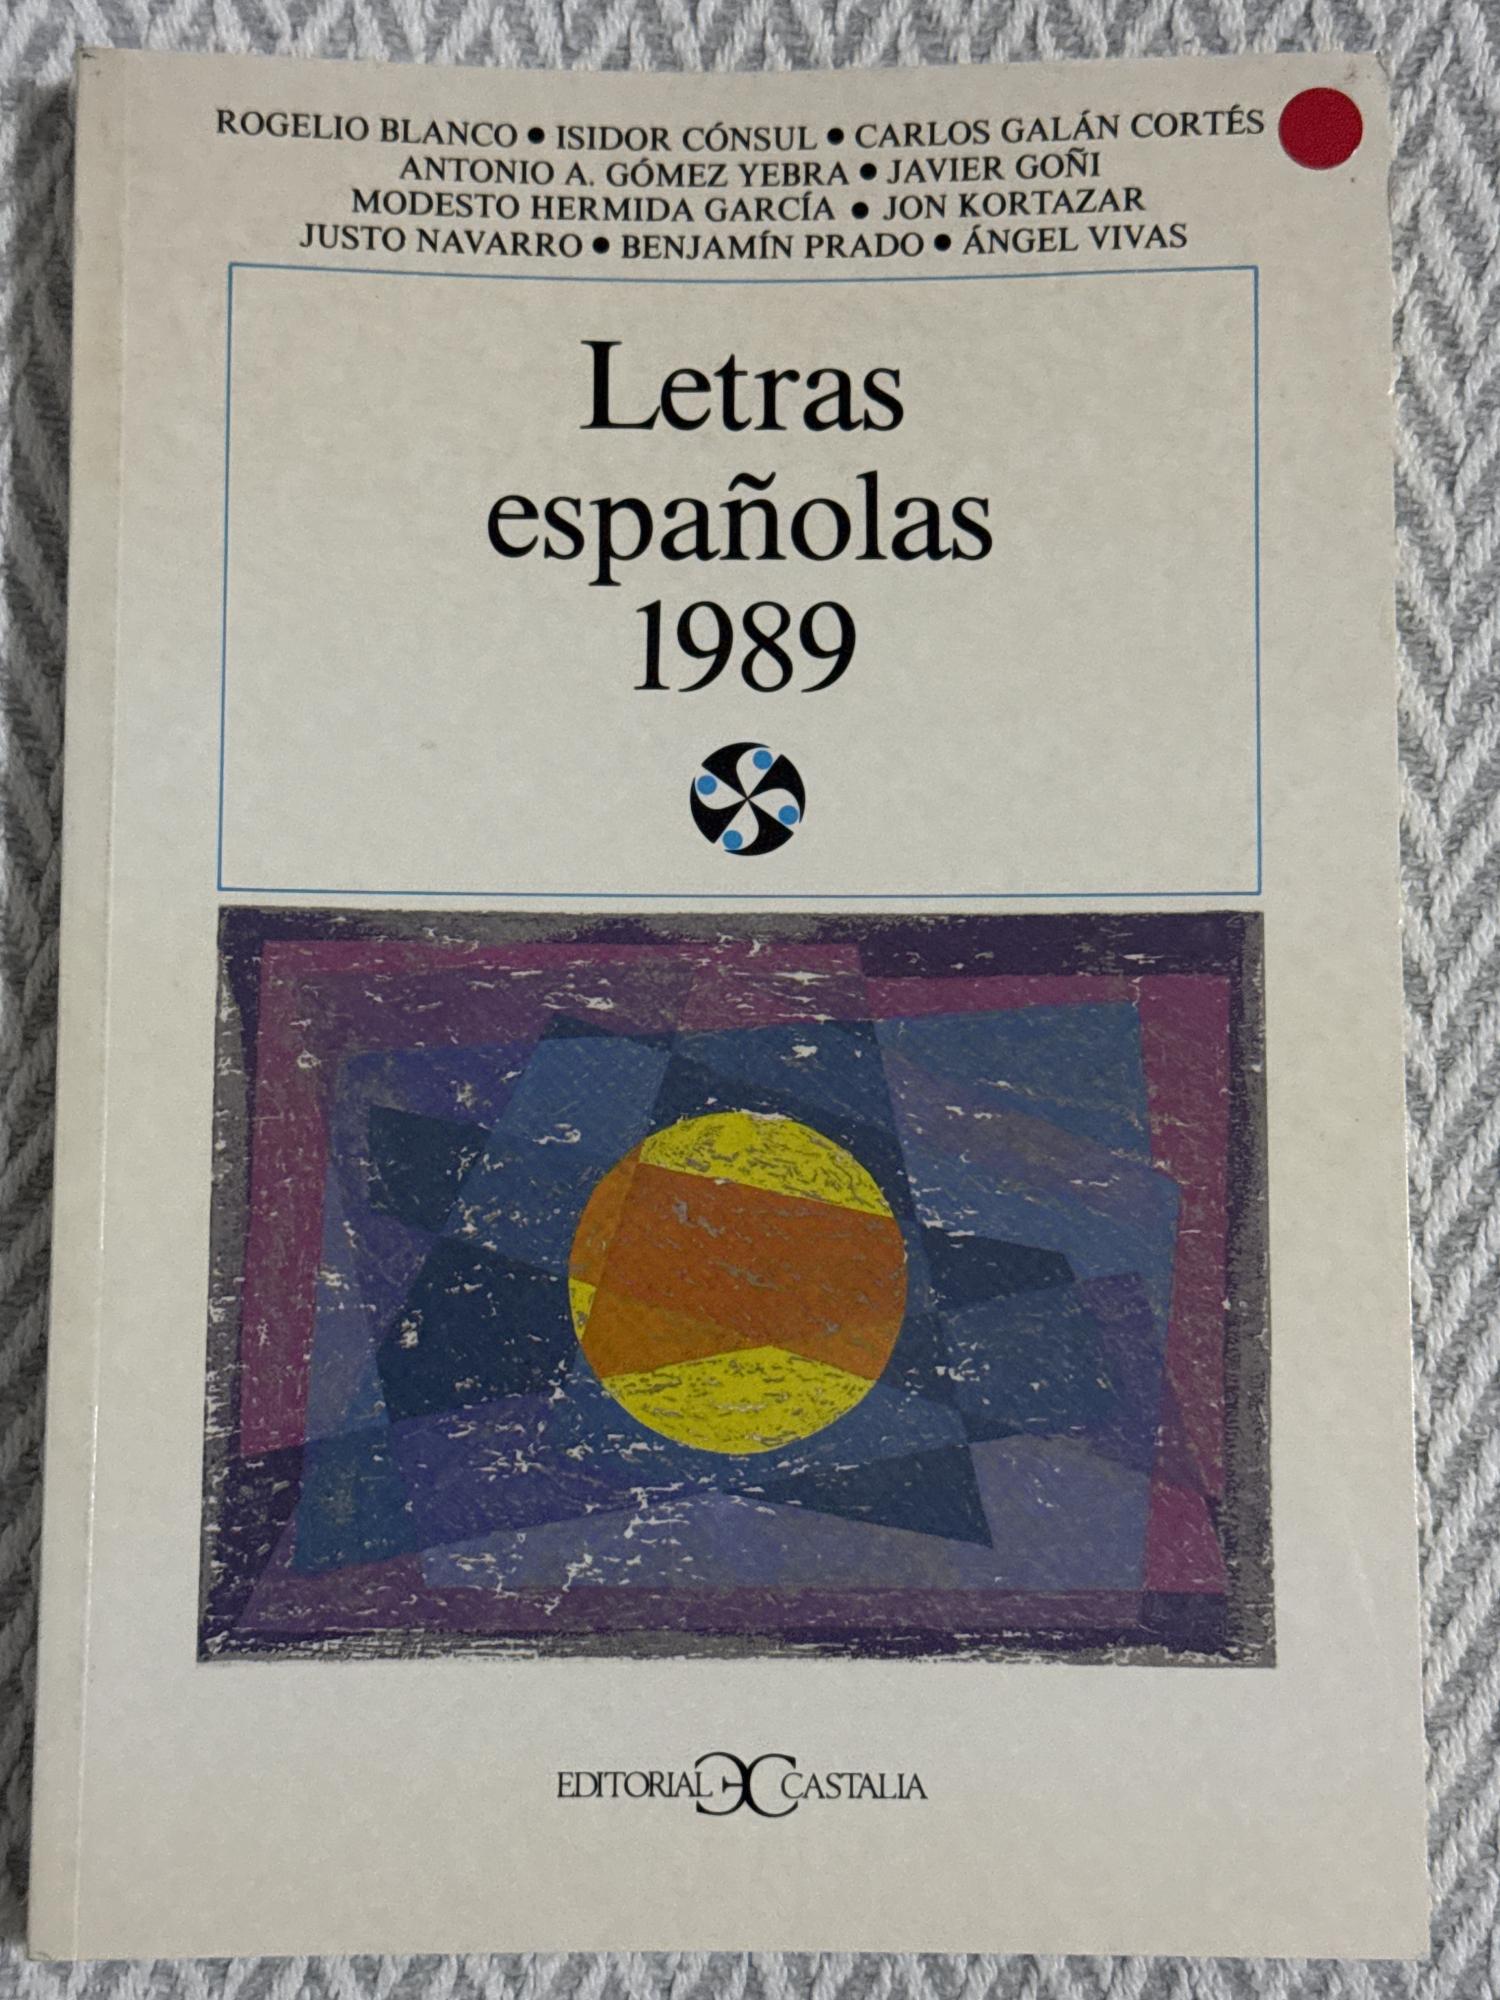 ROGELIO BLANCO ● ISIDOR CÓNSUL ● CARLOS GALÁN CORTÉS
ANTONIO A. GÓMEZ YEBRA ● JAVIER GOÑI
MODESTO HERMIDA GARCÍA ● JON KORTAZAR
JUSTO NAVARRO ● BENJAMÍN PRADO ● ÁNGEL VIVAS
Letras
españolas
1989
EDITORIAL EC CASTALIA